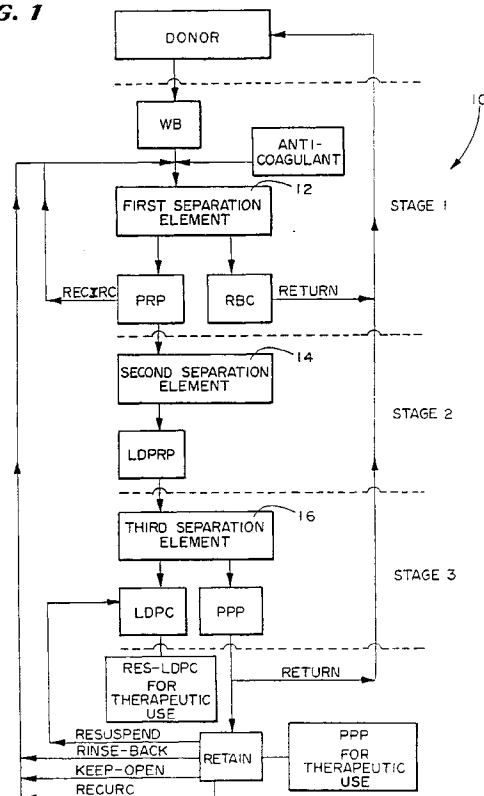 G. 1
DONOR
WB
ANTI-
COAGULANT
10
12
FIRST SEPARATION
ELEMENT
STAGE 1
RECIRC
PRP
RBC
RETURN
14
SECOND SEPARATION
ELEMENT
STAGE 2
LDPRP
16
THIRD SEPARATION
ELEMENT
STAGE 3
LDPC
PPP
RES-LDPC
FOR
THERAPEUTIC
USE
RETURN
RESUSPEND
RINSE-BACK
KEEP-OPEN
RECURC
RETAIN
PPP
FOR
THERAPEUTIC
USE